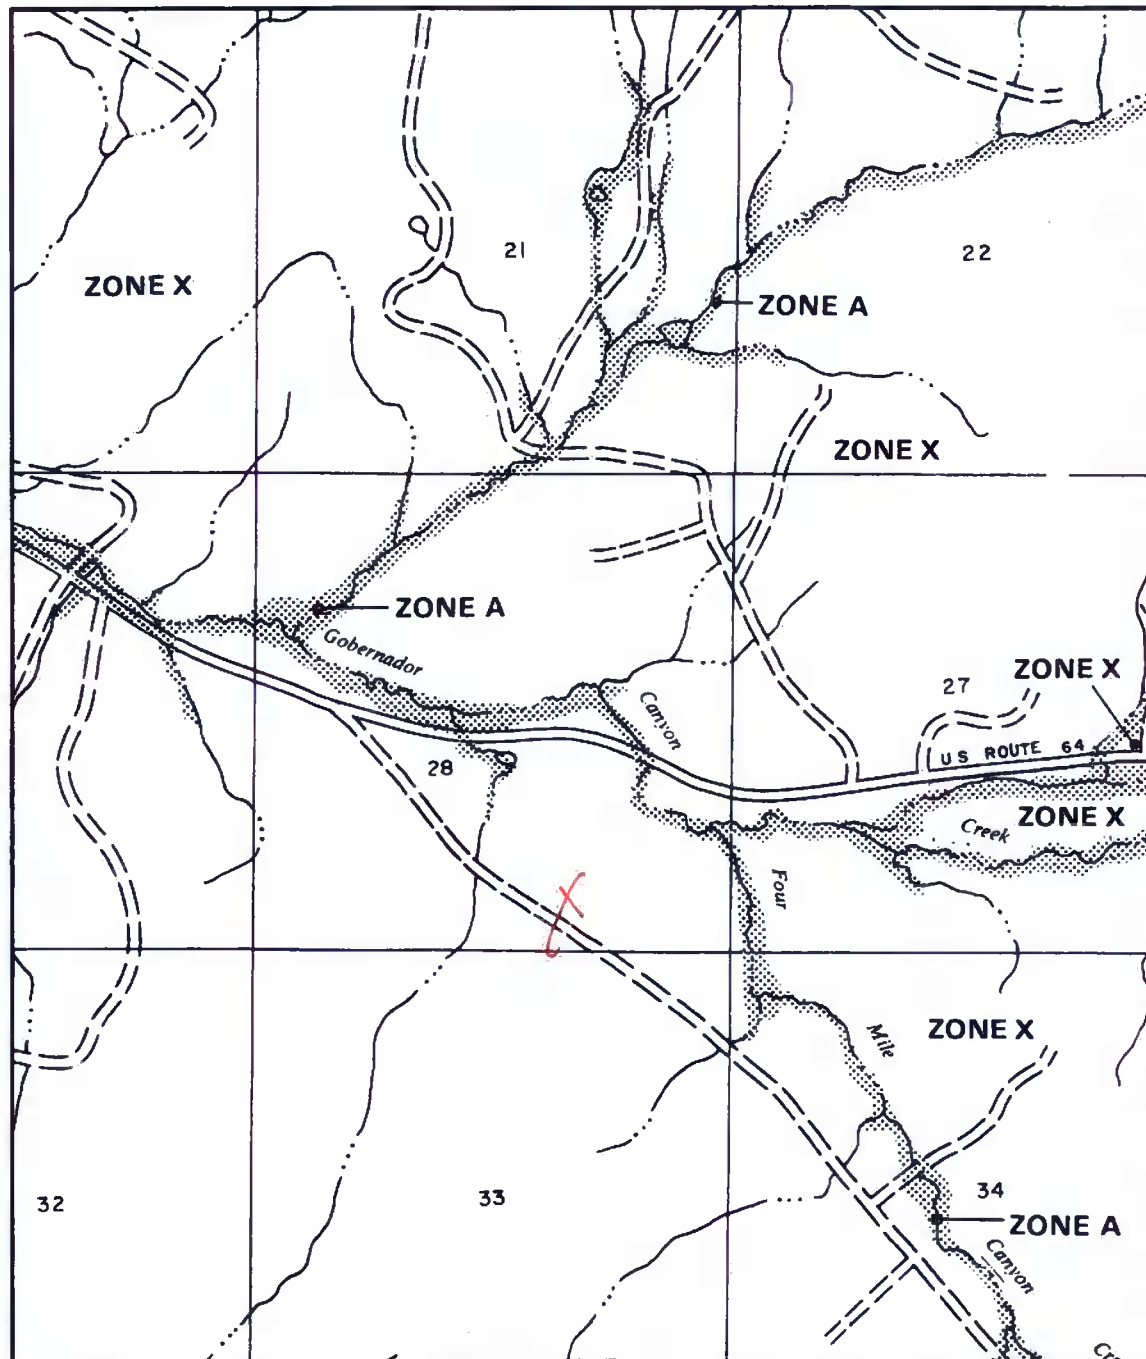 21
22
ZONE X
ZONE A
ZONE X
ZONE A
Gobernador
Canyon
27
ZONE X
28
US ROUTE 64
Creek
ZONE X
Four
X
Mile
ZONE X
32
33
34
ZONE A
Canyon